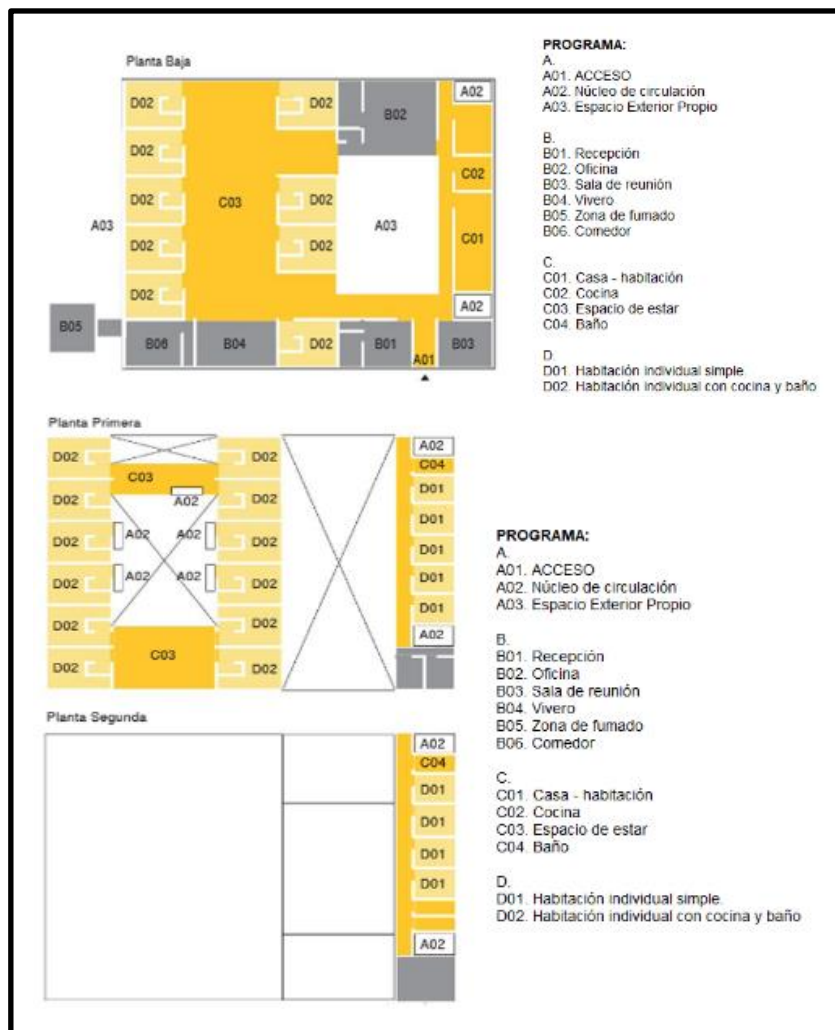 Planta Baja
D02 D02 A02
B02
D02
C02
D02 C03 D02
A03 A03
D02 D02 C01
D02 A02
B05
B06 B04 D02 B01 A01 B03
PROGRAMA:
A.
A01. ACCESO
A02. Núcleo de circulación
A03. Espacio Exterior Propio
B.
B01. Recepción
B02. Oficina
B03. Sala de reunión
B04. Vivero
B05. Zona de fumado
B06. Comedor
C.
C01. Casa - habitación
C02. Cocina
C03. Espacio de estar
C04. Baño
D.
D01. Habitación individual simple
D02. Habitación individual con cocina y baño
Planta Primera
D02 D02 A02
C03 C04
D02 A02 D02 D01
D02 A02 A02 D02 D01
D02 A02 A02 D02 D01
D01
D02 D02 A02
D02 C03 D02
PROGRAMA:
A.
A01. ACCESO
A02. Núcleo de circulación
A03. Espacio Exterior Propio
B.
B01. Recepción
B02. Oficina
B03. Sala de reunión
B04. Vivero
B05. Zona de fumado
B06. Comedor
C.
C01. Casa - habitación
C02. Cocina
C03. Espacio de estar
C04. Baño
D.
D01. Habitación individual simple.
D02. Habitación individual con cocina y baño
Planta Segunda
A02
C04
D01
D01
D01
D01
A02